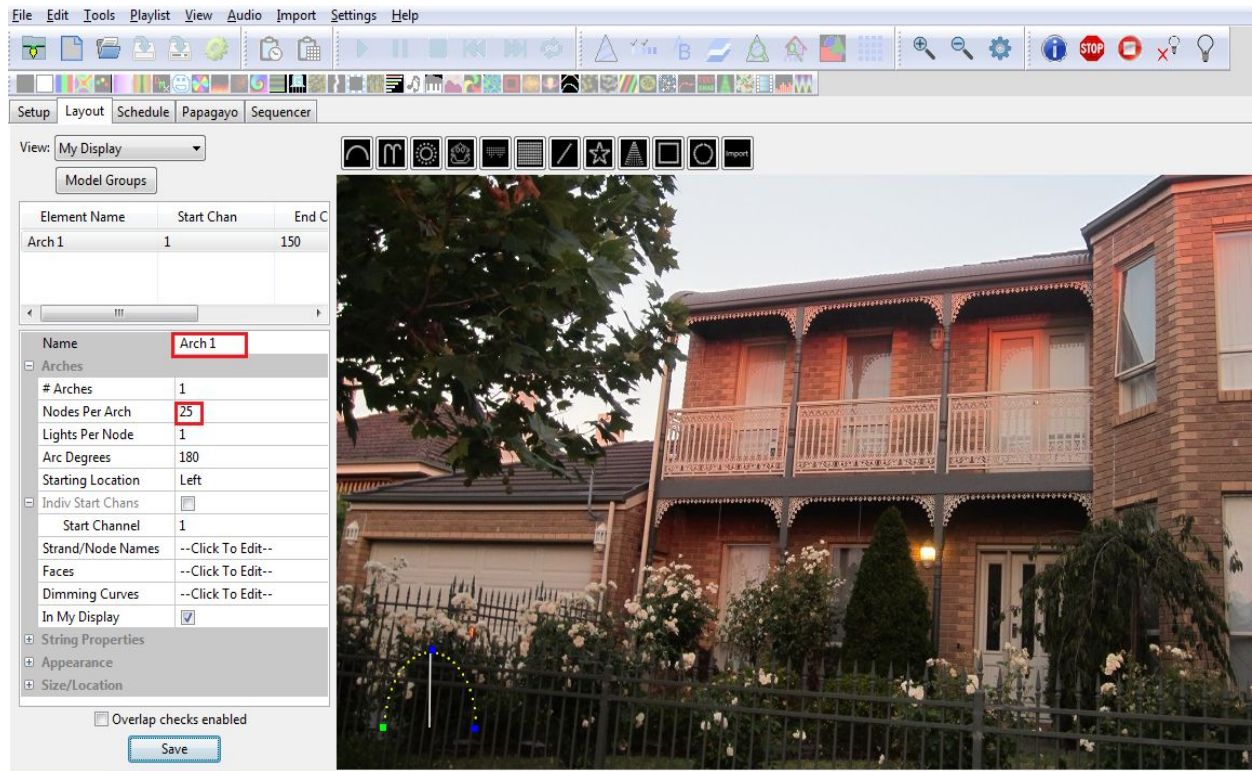 File Edit Tools Playlist View Audio Import Settings Help
STOP
Setup Layout Schedule Papagayo Sequencer
View: My Display
Import
Model Groups
Element Name Start Chan End C
Arch 1 1 150
Name Arch 1
Arches
# Arches 1
Nodes Per Arch 25
Lights Per Node 1
Arc Degrees 180
Starting Location Left
Indiv Start Chans
Start Channel 1
Strand/Node Names --Click To Edit--
Faces --Click To Edit--
Dimming Curves --Click To Edit--
In My Display
String Properties
Appearance
Size/Location
Overlap checks enabled
Save